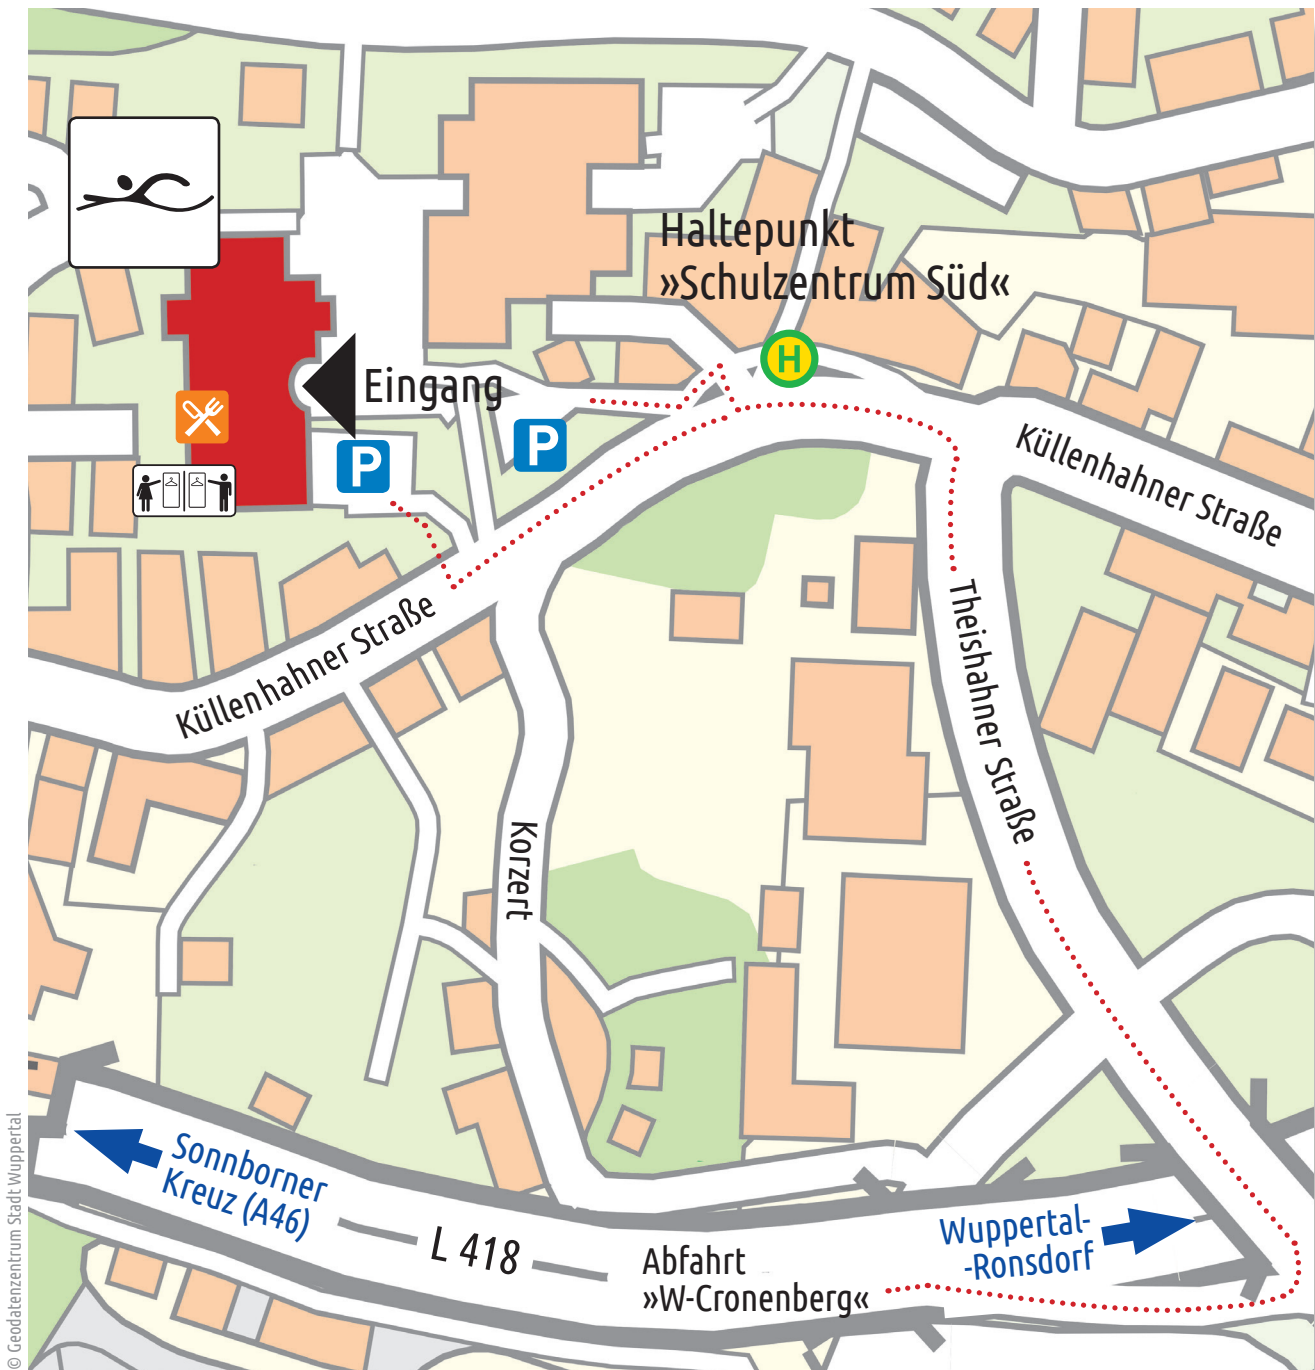 Haltepunkt
»Schulzentrum Süd«
H
Eingang
P
P
Küllenhahner Straße
Küllenhahner Straße
Theishahner Straße
Korzert
Sonnborner
Kreuz (A46)
L 418
Abfahrt
»W-Cronenberg«
Wuppertal-
-Ronsdorf
© Geodatenzentrum Stadt Wuppertal